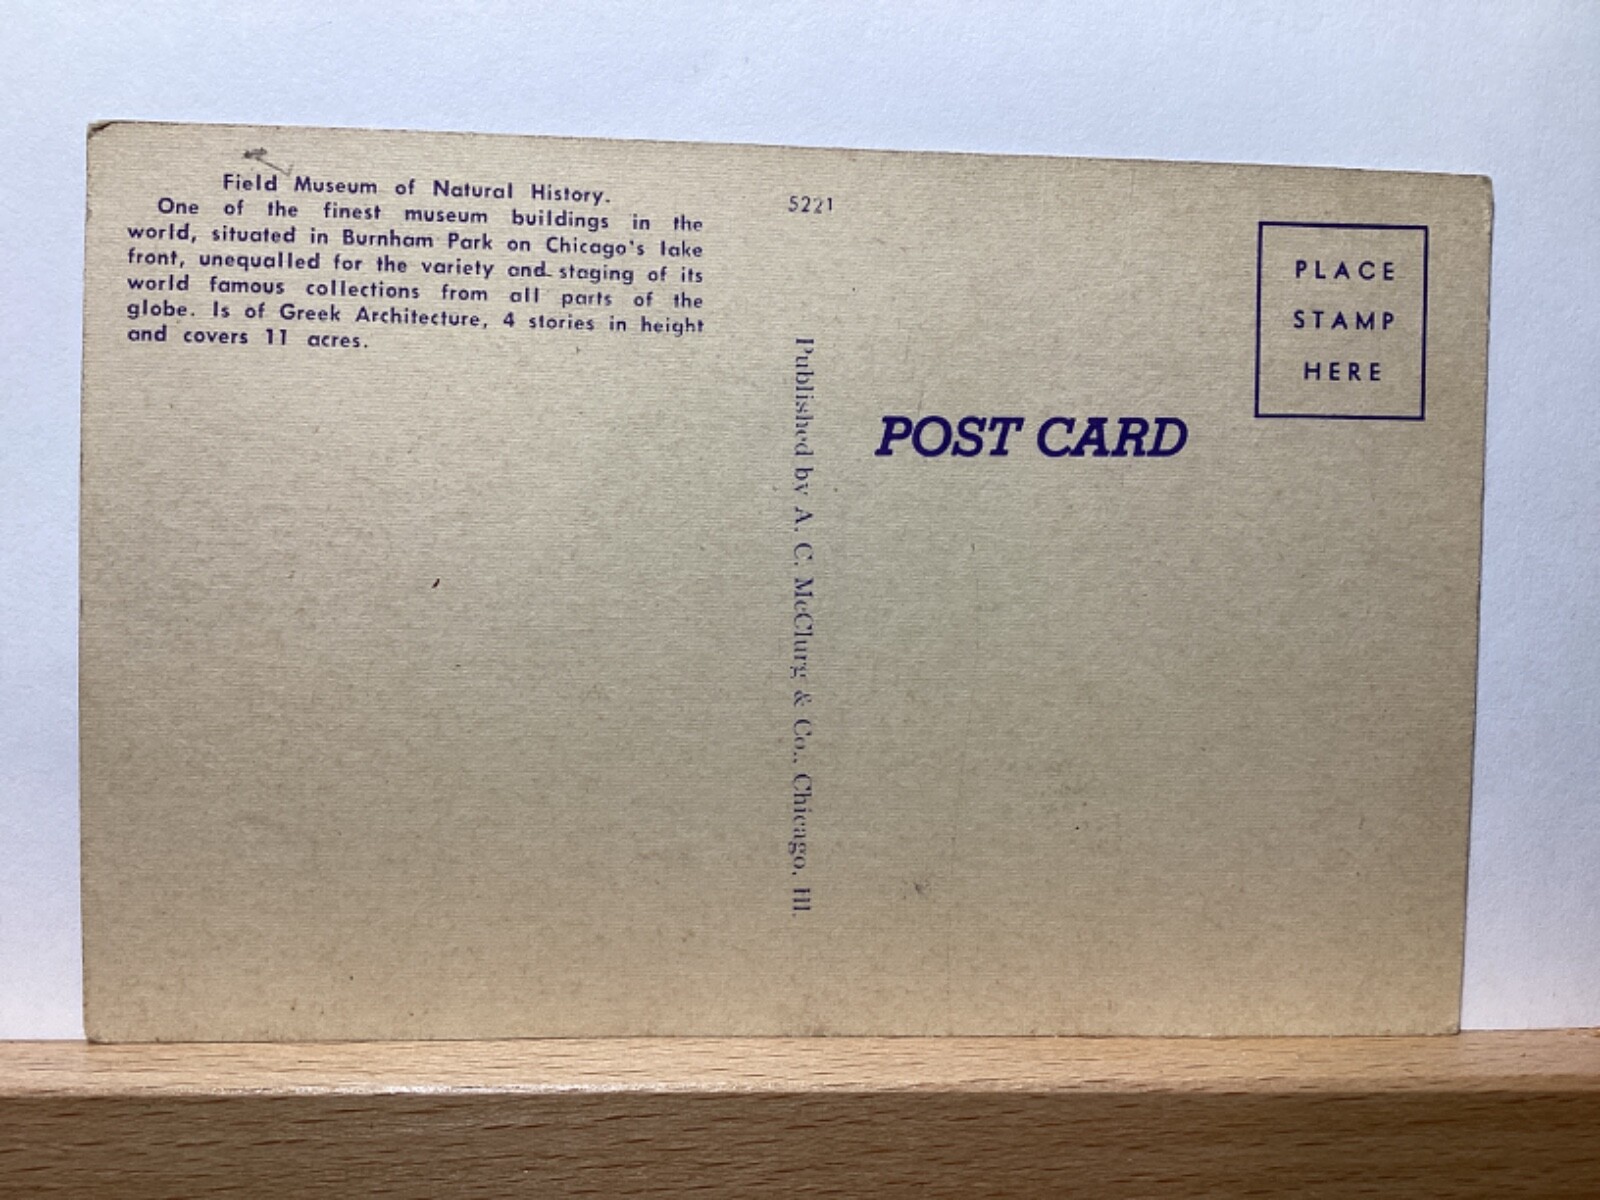 Field Museum of Natural History.
One of the finest museum buildings in the
world, situated in Burnham Park on Chicago's lake
front, unequalled for the variety and staging of its
world famous collections from all parts of the
globe. Is of Greek Architecture, 4 stories in height
and covers 11 acres.
5221
Published by A. C. McClurg & Co., Chicago, Ill.
POST CARD
PLACE
STAMP
HERE